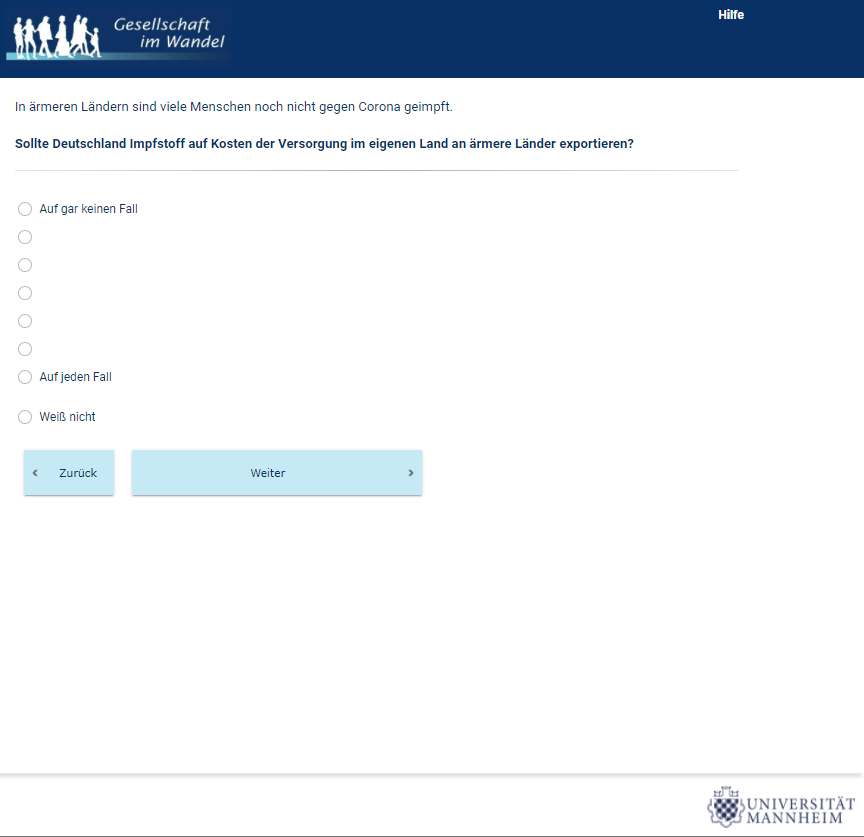 Gesellschaft
im Wandel
Hilfe
In ärmeren Ländern sind viele Menschen noch nicht gegen Corona geimpft.
Sollte Deutschland Impfstoff auf Kosten der Versorgung im eigenen Land an ärmere Länder exportieren?
Auf gar keinen Fall
Auf jeden Fall
Weiß nicht
Zurück
Weiter
UNIVERSITÄT
MANNHEIM